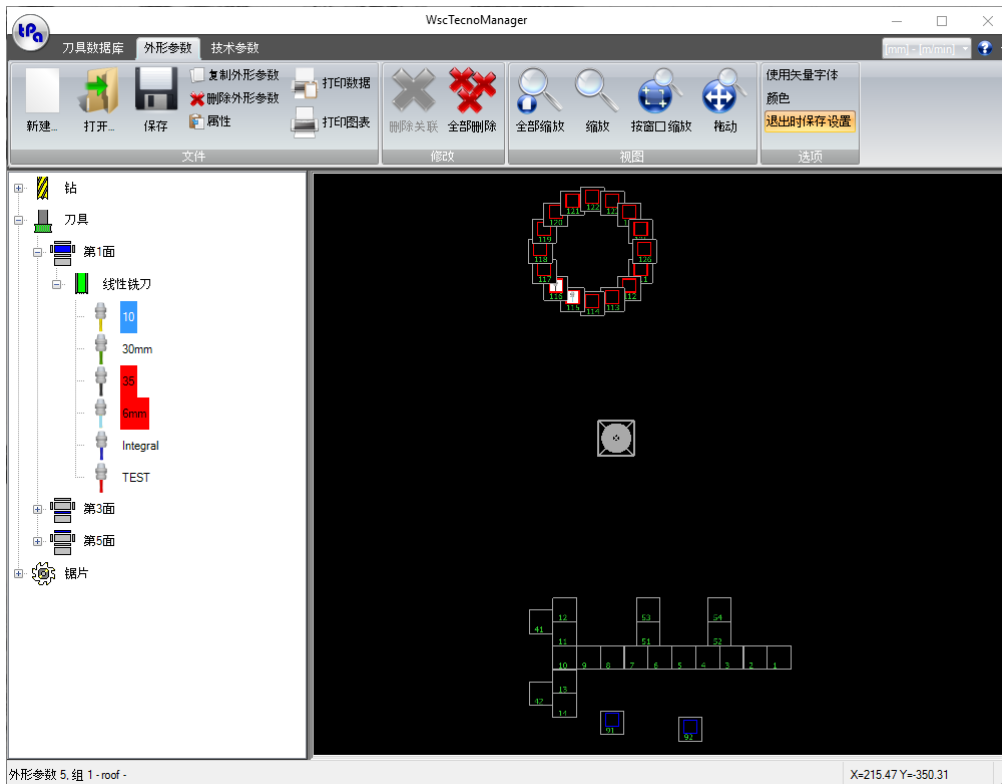 WscTecnoManager
tPa
刀具数据库 外形参数 技术参数
[mm] - [m/min]
复制外形参数
删除外形参数
属性
打印数据
打印图表
使用矢量字体
颜色
退出时保存设置
新建... 打开... 保存 删除关联 全部删除 全部缩放 缩放 按窗口缩放 拖动
文件 修改 视图 选项
钻
刀具
第1面
线性铣刀
10
30mm
35
6mm
Integral
TEST
第3面
第5面
锯片
121 122
120
119
118 126
117
116 115 114 113 112
12 53 54
41
11 51 52
10 9 8 7 6 5 4 3 2 1
13
42
14
91 92
外形参数 5, 组 1 - roof - X=215.47 Y=-350.31